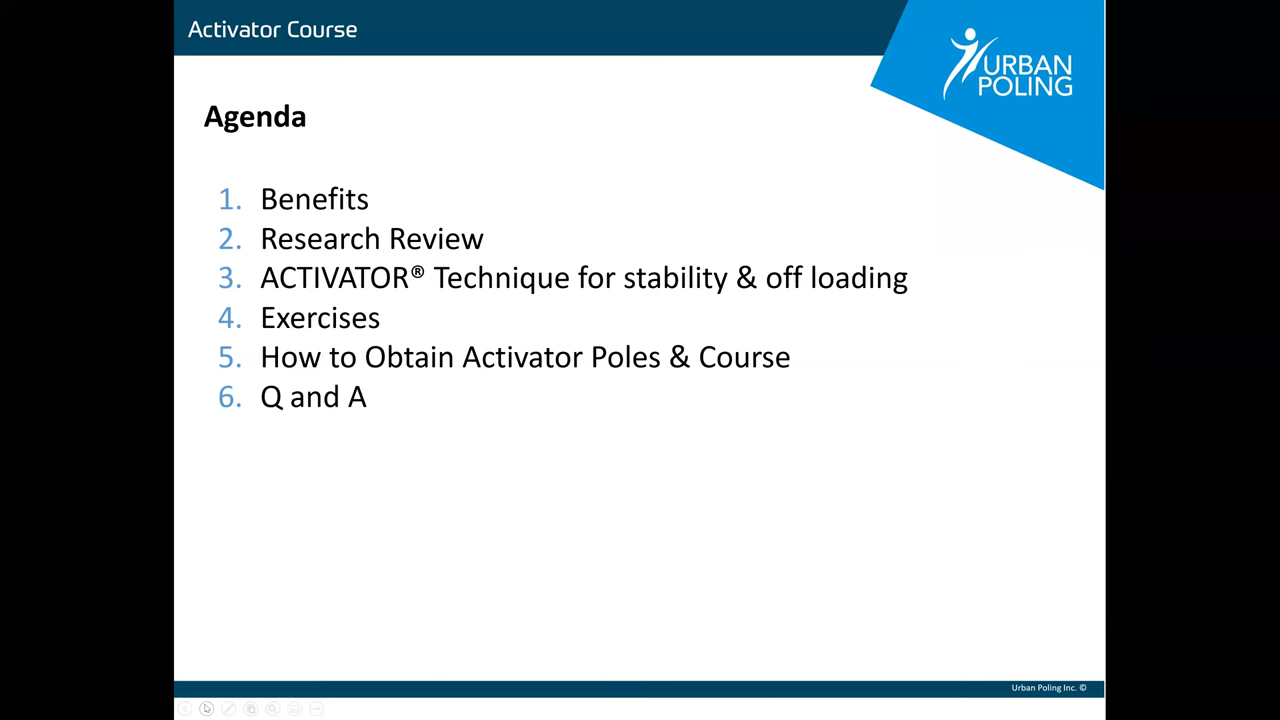 Activator Course
URBAN
POLING
Agenda
1. Benefits
2. Research Review
3. ACTIVATOR® Technique for stability & off loading
4. Exercises
5. How to Obtain Activator Poles & Course
6. Q and A
Urban Poling Inc. ©